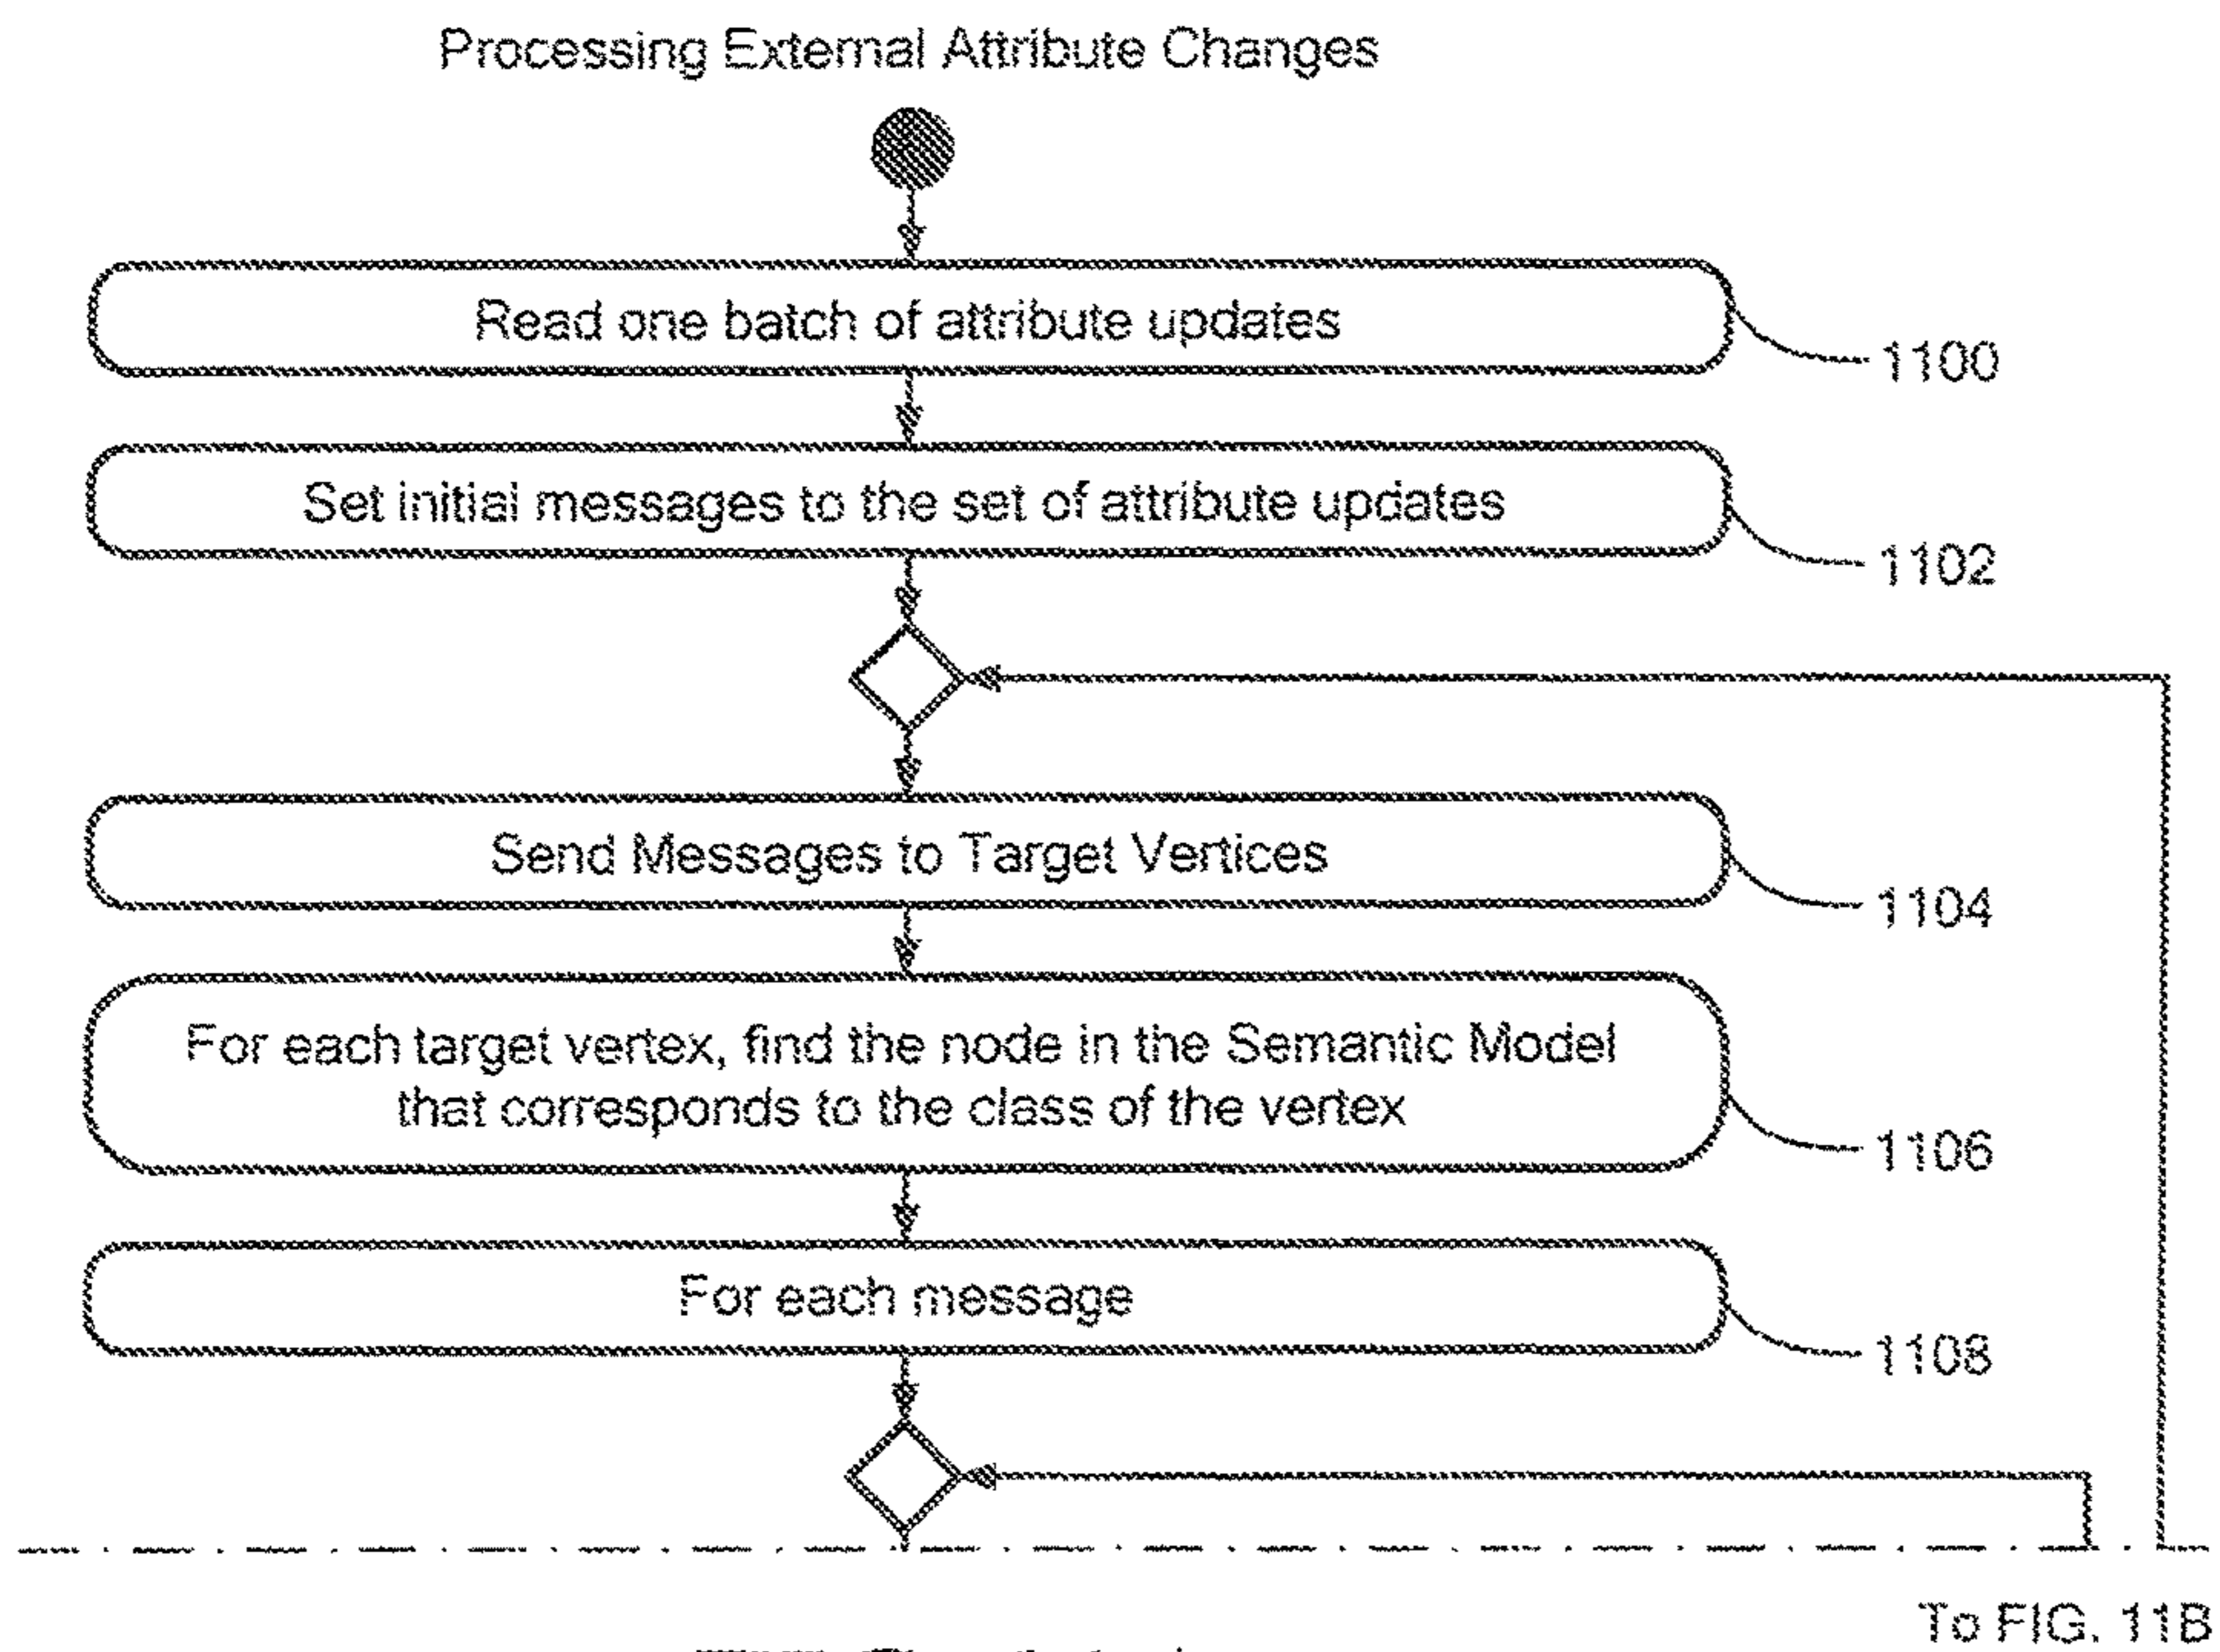 Processing External Attribute Changes
Read one batch of attribute updates
1100
Set initial messages to the set of attribute updates
1102
Send Messages to Target Vertices
1104
For each target vertex, find the node in the Semantic Model
that corresponds to the class of the vertex
1106
For each message
1108
To FIG. 11B